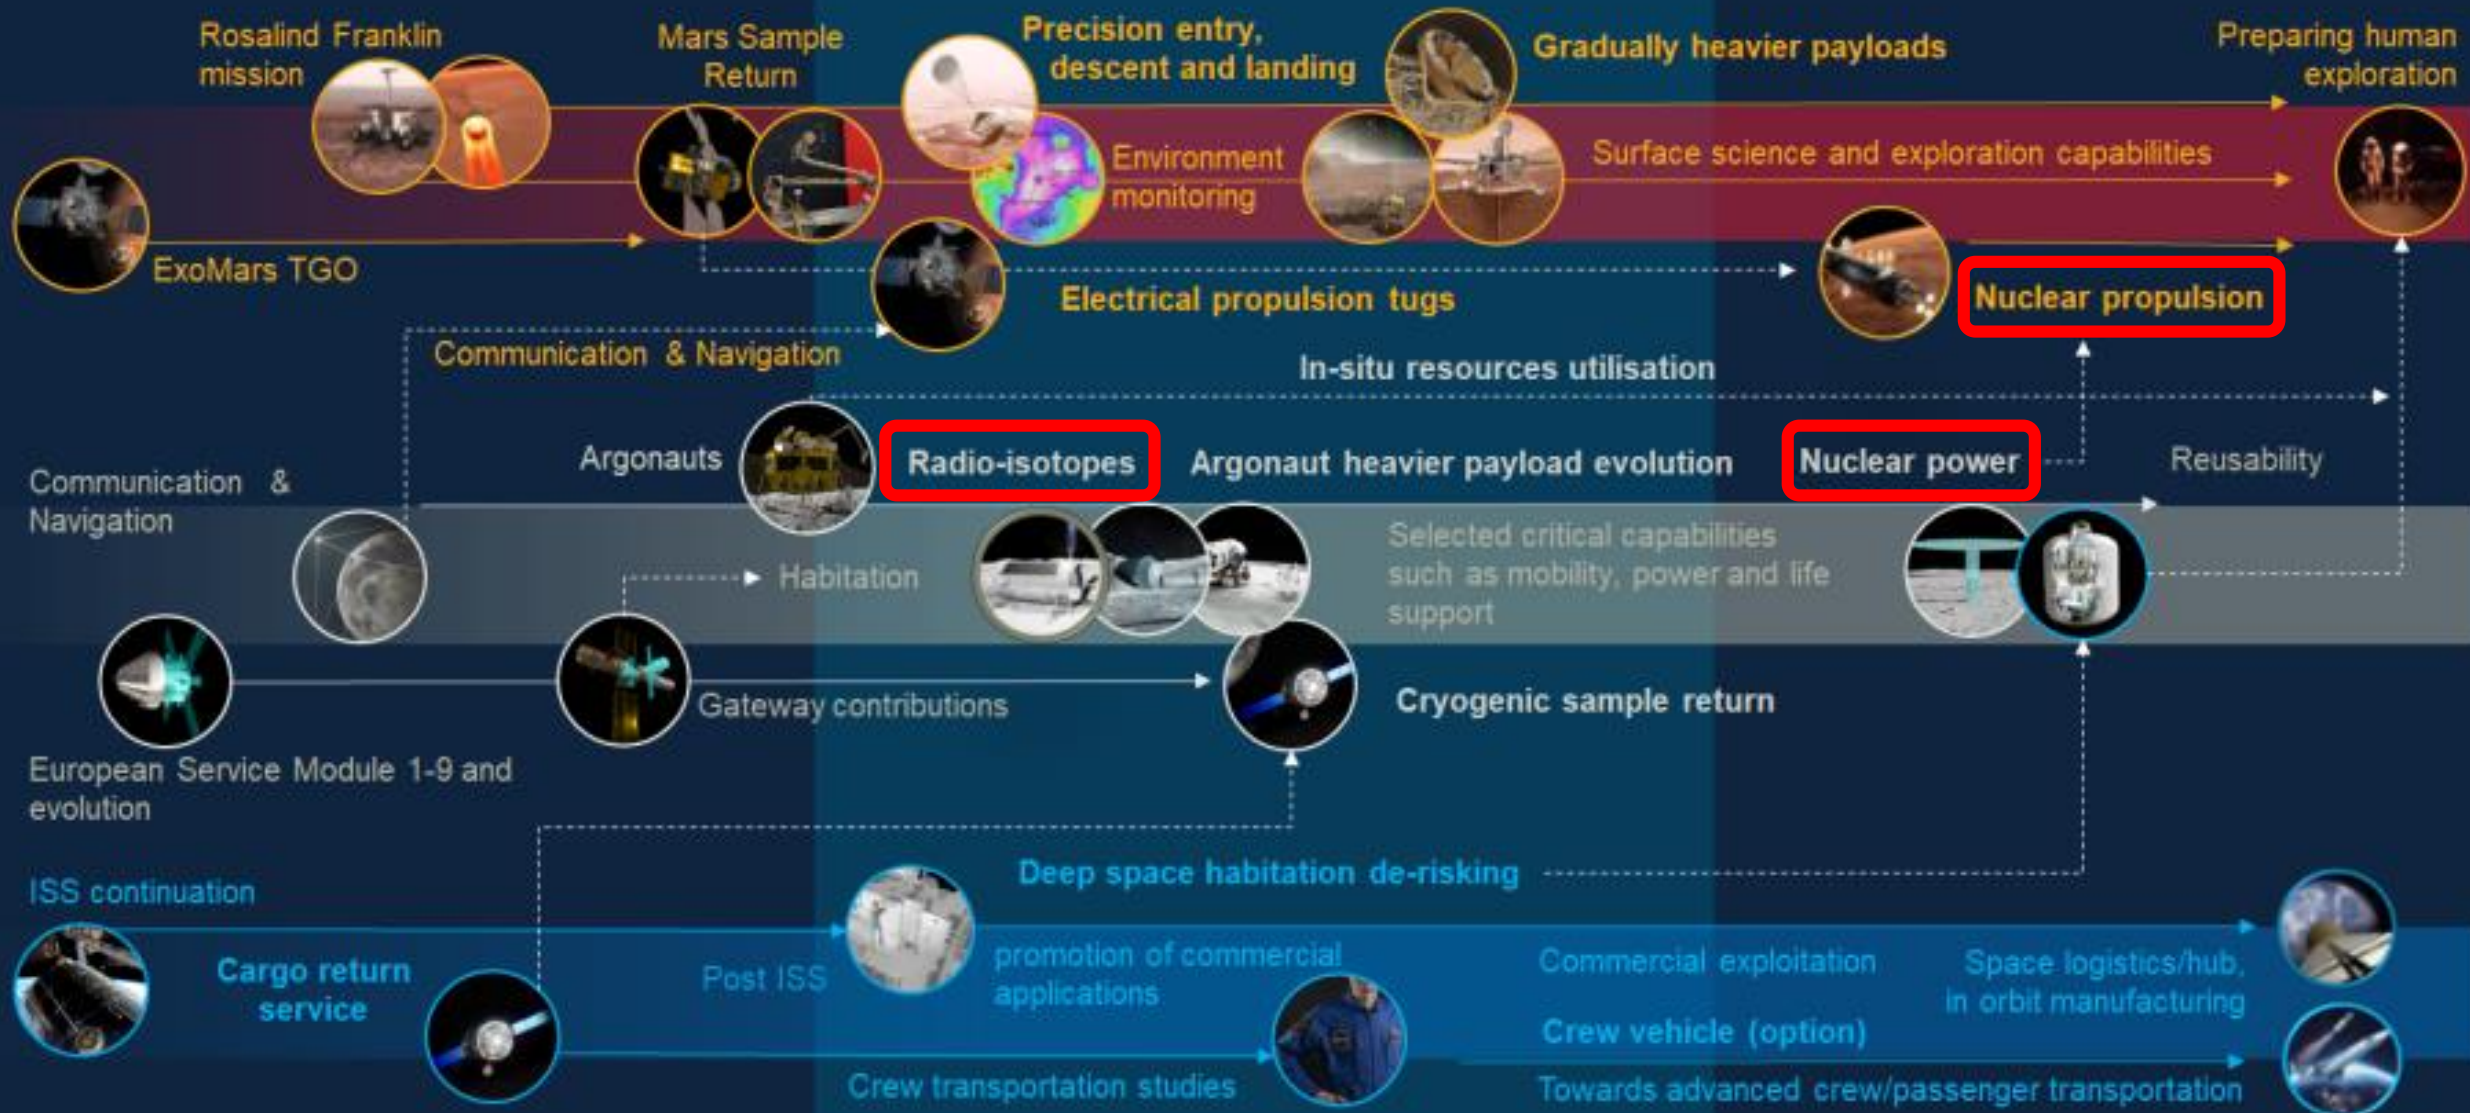 Rosalind Franklin
mission
Mars Sample
Return
Precision entry,
descent and landing
Gradually heavier payloads
Preparing human
exploration
Environment
monitoring
Surface science and exploration capabilities
ExoMars TGO
Electrical propulsion tugs
Nuclear propulsion
Communication & Navigation
In-situ resources utilisation
Argonauts
Radio-isotopes
Argonaut heavier payload evolution
Nuclear power
Reusability
Communication &
Navigation
Habitation
Selected critical capabilities
such as mobility, power and life
support
Gateway contributions
Cryogenic sample return
European Service Module 1-9 and
evolution
Deep space habitation de-risking
ISS continuation
Cargo return
service
Post ISS
promotion of commercial
applications
Commercial exploitation
Space logistics/hub,
in orbit manufacturing
Crew vehicle (option)
Crew transportation studies
Towards advanced crew/passenger transportation